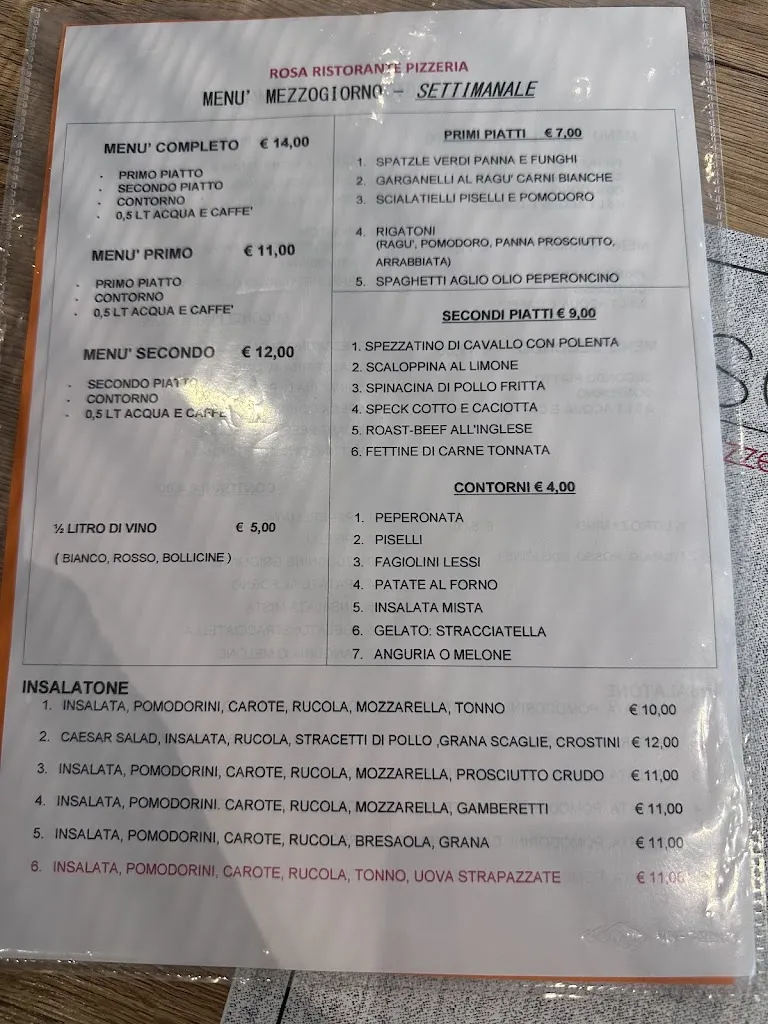 ROSA RISTORANTE PIZZERIA
MENU' MEZZOGIORNO - SETTIMANALE
MENU' COMPLETO € 14,00
- PRIMO PIATTO
- SECONDO PIATTO
- CONTORNO
- 0,5 LT ACQUA E CAFFE'
MENU' PRIMO € 11,00
- PRIMO PIATTO
- CONTORNO
- 0,5 LT ACQUA E CAFFE'
MENU' SECONDO € 12,00
- SECONDO PIATTO
- CONTORNO
- 0,5 LT ACQUA E CAFFE'
½ LITRO DI VINO € 5,00
( BIANCO, ROSSO, BOLLICINE )
PRIMI PIATTI € 7,00
1. SPATZLE VERDI PANNA E FUNGHI
2. GARGANELLI AL RAGU' CARNI BIANCHE
3. SCIALATIELLI PISELLI E POMODORO
4. RIGATONI
(RAGU', POMODORO, PANNA PROSCIUTTO,
ARRABBIATA)
5. SPAGHETTI AGLIO OLIO PEPERONCINO
SECONDI PIATTI € 9,00
1. SPEZZATINO DI CAVALLO CON POLENTA
2. SCALOPPINA AL LIMONE
3. SPINACINA DI POLLO FRITTA
4. SPECK COTTO E CACIOTTA
5. ROAST-BEEF ALL'INGLESE
6. FETTINE DI CARNE TONNATA
CONTORNI € 4,00
1. PEPERONATA
2. PISELLI
3. FAGIOLINI LESSI
4. PATATE AL FORNO
5. INSALATA MISTA
6. GELATO: STRACCIATELLA
7. ANGURIA O MELONE
INSALATONE
1. INSALATA, POMODORINI, CAROTE, RUCOLA, MOZZARELLA, TONNO € 10,00
2. CAESAR SALAD, INSALATA, RUCOLA, STRACETTI DI POLLO ,GRANA SCAGLIE, CROSTINI € 12,00
3. INSALATA, POMODORINI, CAROTE, RUCOLA, MOZZARELLA, PROSCIUTTO CRUDO € 11,00
4. INSALATA, POMODORINI. CAROTE, RUCOLA, MOZZARELLA, GAMBERETTI € 11,00
5. INSALATA, POMODORINI, CAROTE, RUCOLA, BRESAOLA, GRANA € 11,00
6. INSALATA, POMODORINI, CAROTE, RUCOLA, TONNO, UOVA STRAPAZZATE € 11,00